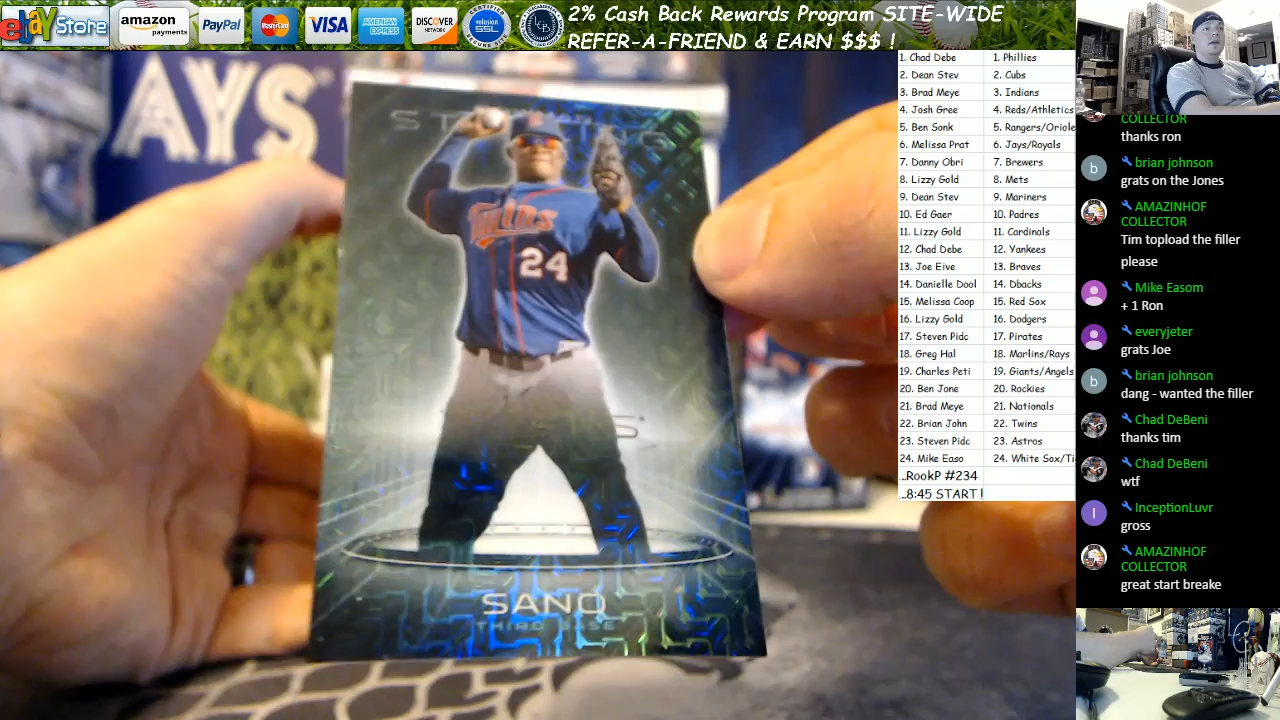 ebay Store
amazon payments
PayPal
MasterCard
VISA
AMERICAN EXPRESS
DISCOVER NETWORK
SSL
2% Cash Back Rewards Program SITE-WIDE
REFER-A-FRIEND & EARN $$$ !
AYS
Twins
24
SANO
THIRD BASE
1. Chad Debe 1. Phillies
2. Dean Stev 2. Cubs
3. Brad Meye 3. Indians
4. Josh Gree 4. Reds/Athletics
5. Ben Sonk 5. Rangers/Oriole
6. Melissa Prat 6. Jays/Royals
7. Danny Obri 7. Brewers
8. Lizzy Gold 8. Mets
9. Dean Stev 9. Mariners
10. Ed Gaer 10. Padres
11. Lizzy Gold 11. Cardinals
12. Chad Debe 12. Yankees
13. Joe Eive 13. Braves
14. Danielle Dool 14. Dbacks
15. Melissa Coop 15. Red Sox
16. Lizzy Gold 16. Dodgers
17. Steven Pidc 17. Pirates
18. Greg Hal 18. Marlins/Rays
19. Charles Peti 19. Giants/Angels
20. Ben Jone 20. Rockies
21. Brad Meye 21. Nationals
22. Brian John 22. Twins
23. Steven Pidc 23. Astros
24. Mike Easo 24. White Sox/Ti
...RookP #234
...8:45 START!
COLLECTOR
thanks ron
b
brian johnson
grats on the Jones
AMAZINHOF
COLLECTOR
Tim topload the filler
please
Mike Easom
+ 1 Ron
everyjeter
grats Joe
b
brian johnson
dang - wanted the filler
Chad DeBeni
thanks tim
Chad DeBeni
wtf
I
InceptionLuvr
gross
AMAZINHOF
COLLECTOR
great start breake